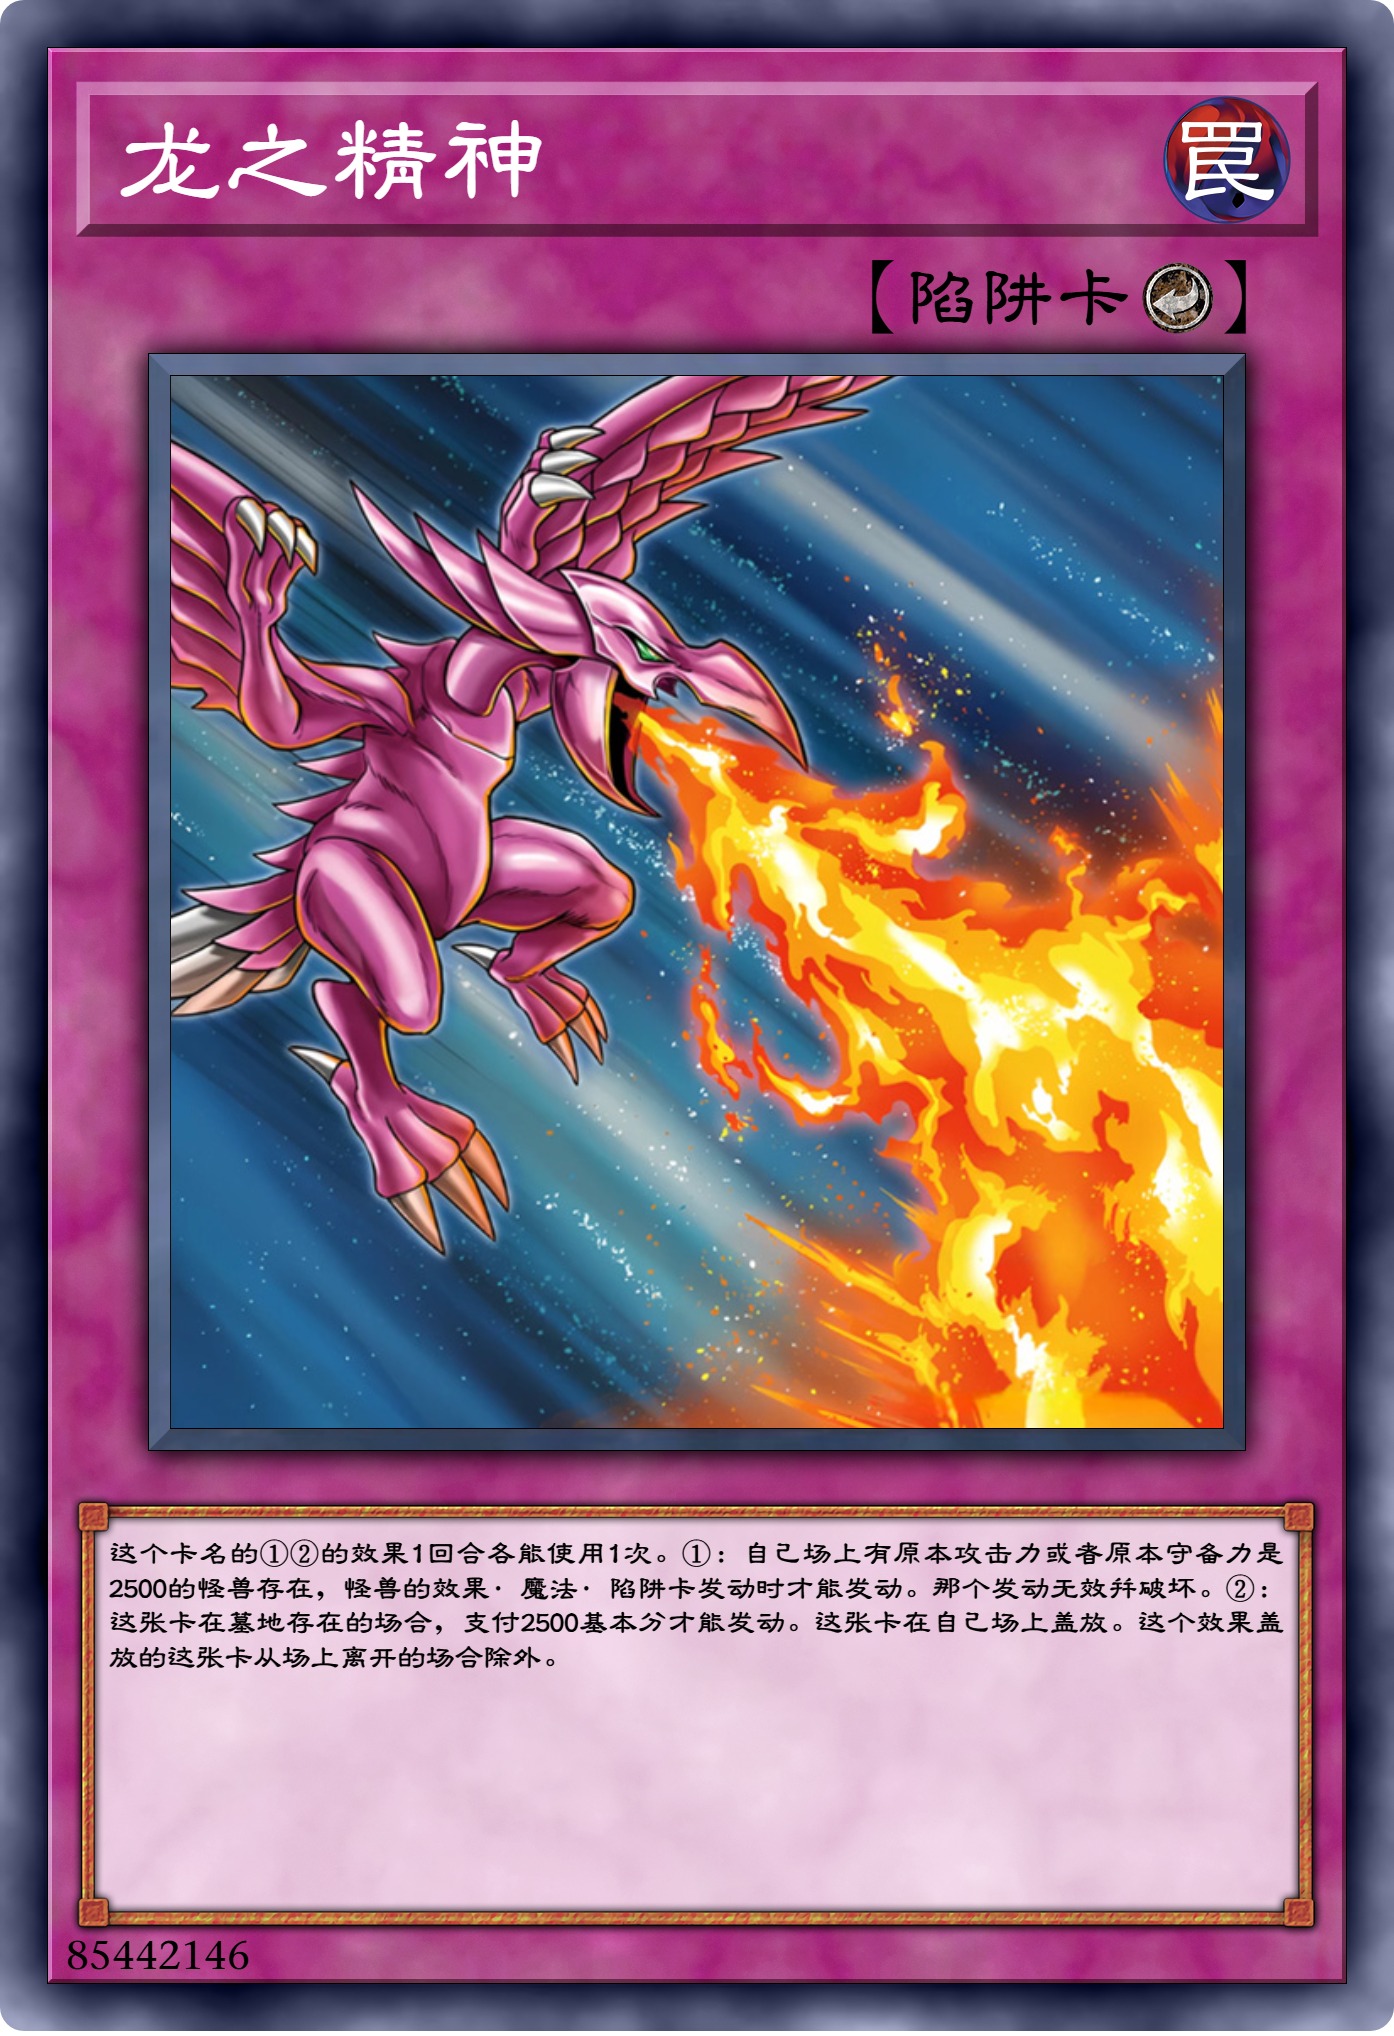 龙之精神
罠
【陷阱卡】
这个卡名的①②的效果1回合各能使用1次。①：自己场上有原本攻击力或者原本守备力是
2500的怪兽存在，怪兽的效果·魔法·陷阱卡发动时才能发动。那个发动无效并破坏。②：
这张卡在墓地存在的场合，支付2500基本分才能发动。这张卡在自己场上盖放。这个效果盖
放的这张卡从场上离开的场合除外。
85442146